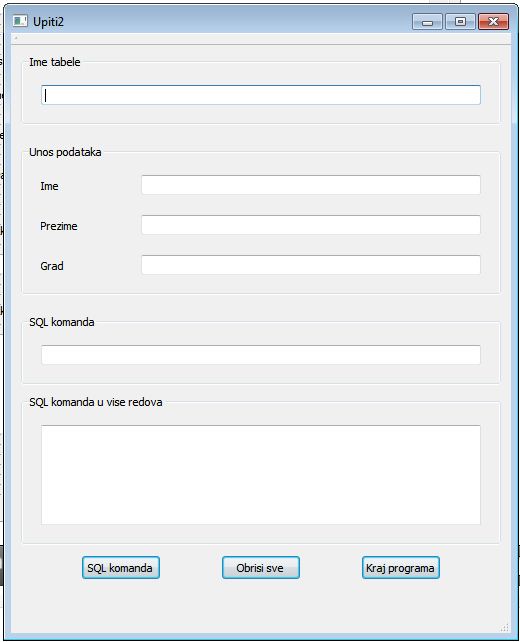 Upiti2
Ime tabele
Unos podataka
Ime
Prezime
Grad
SQL komanda
SQL komanda u vise redova
SQL komanda
Obrisi sve
Kraj programa